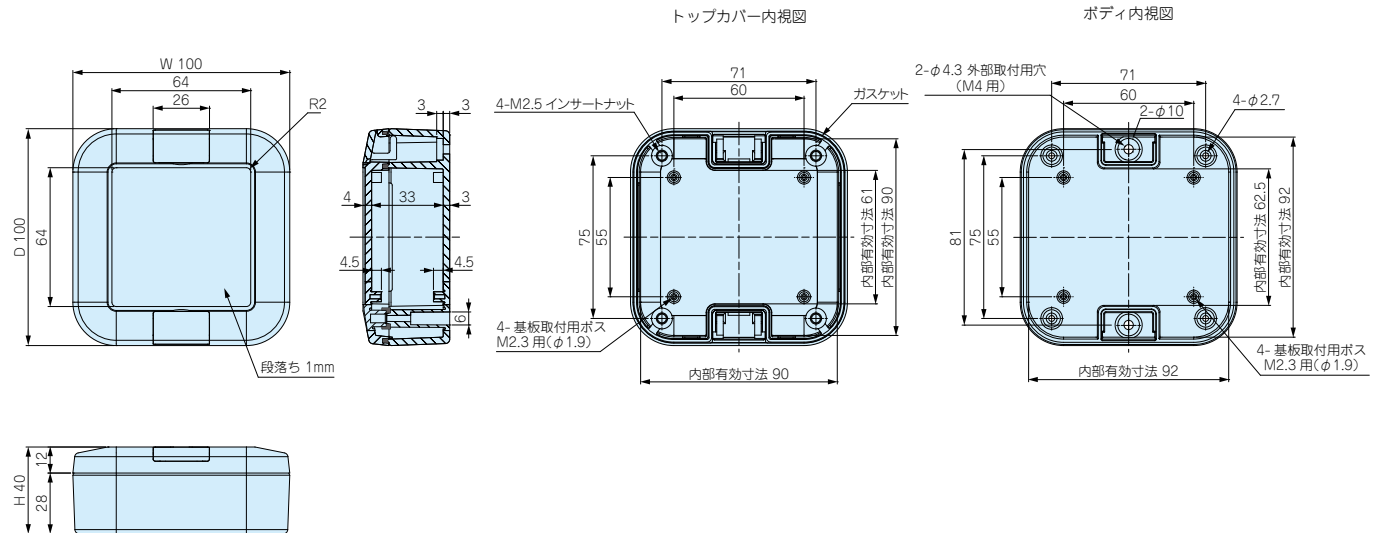 トップカバー内視図
ボディ内視図
W 100
64
26
R2
D 100
64
段落ち 1mm
3
3
4
33
3
4.5
4.5
6
71
60
4-M2.5 インサートナット
ガスケット
75
55
内部有効寸法 61
内部有効寸法 90
4- 基板取付用ボス
M2.3 用(φ1.9)
内部有効寸法 90
2-φ4.3 外部取付用穴
(M4 用)
71
60
2-φ10
4-φ2.7
81
75
55
内部有効寸法 62.5
内部有効寸法 92
4- 基板取付用ボス
M2.3 用(φ1.9)
内部有効寸法 92
H 40
12
28